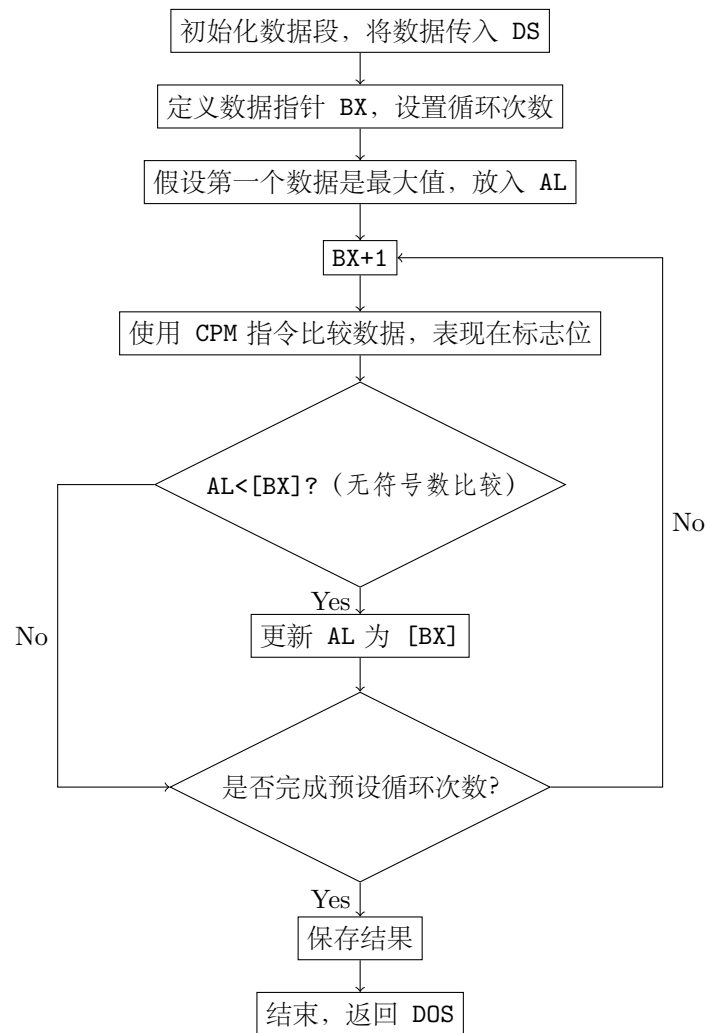 初始化数据段，将数据传入 DS
定义数据指针 BX，设置循环次数
假设第一个数据是最大值，放入 AL
BX+1
使用 CPM 指令比较数据，表现在标志位
AL<[BX]?（无符号数比较）
No
Yes
No
更新 AL 为 [BX]
是否完成预设循环次数?
Yes
保存结果
结束，返回 DOS